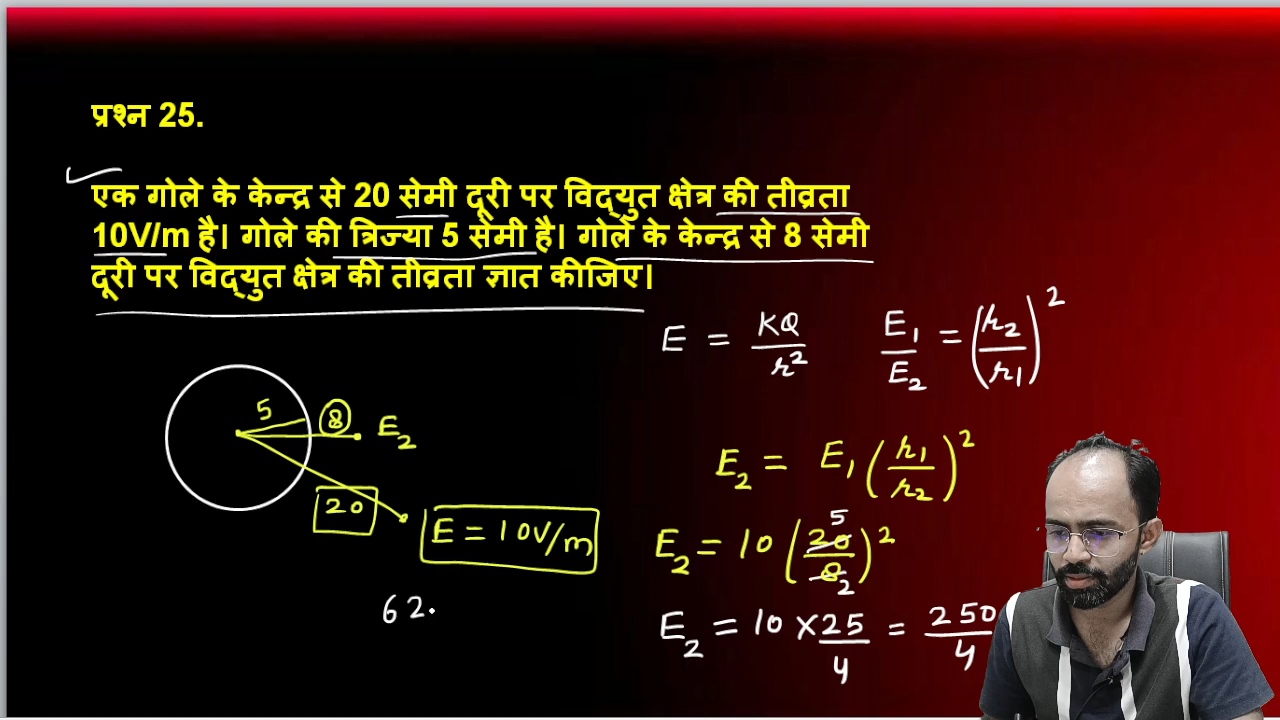 प्रश्न 25.
एक गोले के केन्द्र से 20 सेमी दूरी पर विद्युत क्षेत्र की तीव्रता
10V/m है। गोले की त्रिज्या 5 सेमी है। गोले के केन्द्र से 8 सेमी
दूरी पर विद्युत क्षेत्र की तीव्रता ज्ञात कीजिए।
E = KQ/r² E₁/E₂ = (r₂/r₁)²
5 8 E₂
E₂ = E₁ (r₁/r₂)²
20 E = 10V/m
5
E₂ = 10 (20/8)²
2
62.
E₂ = 10 × 25/4 = 250/4